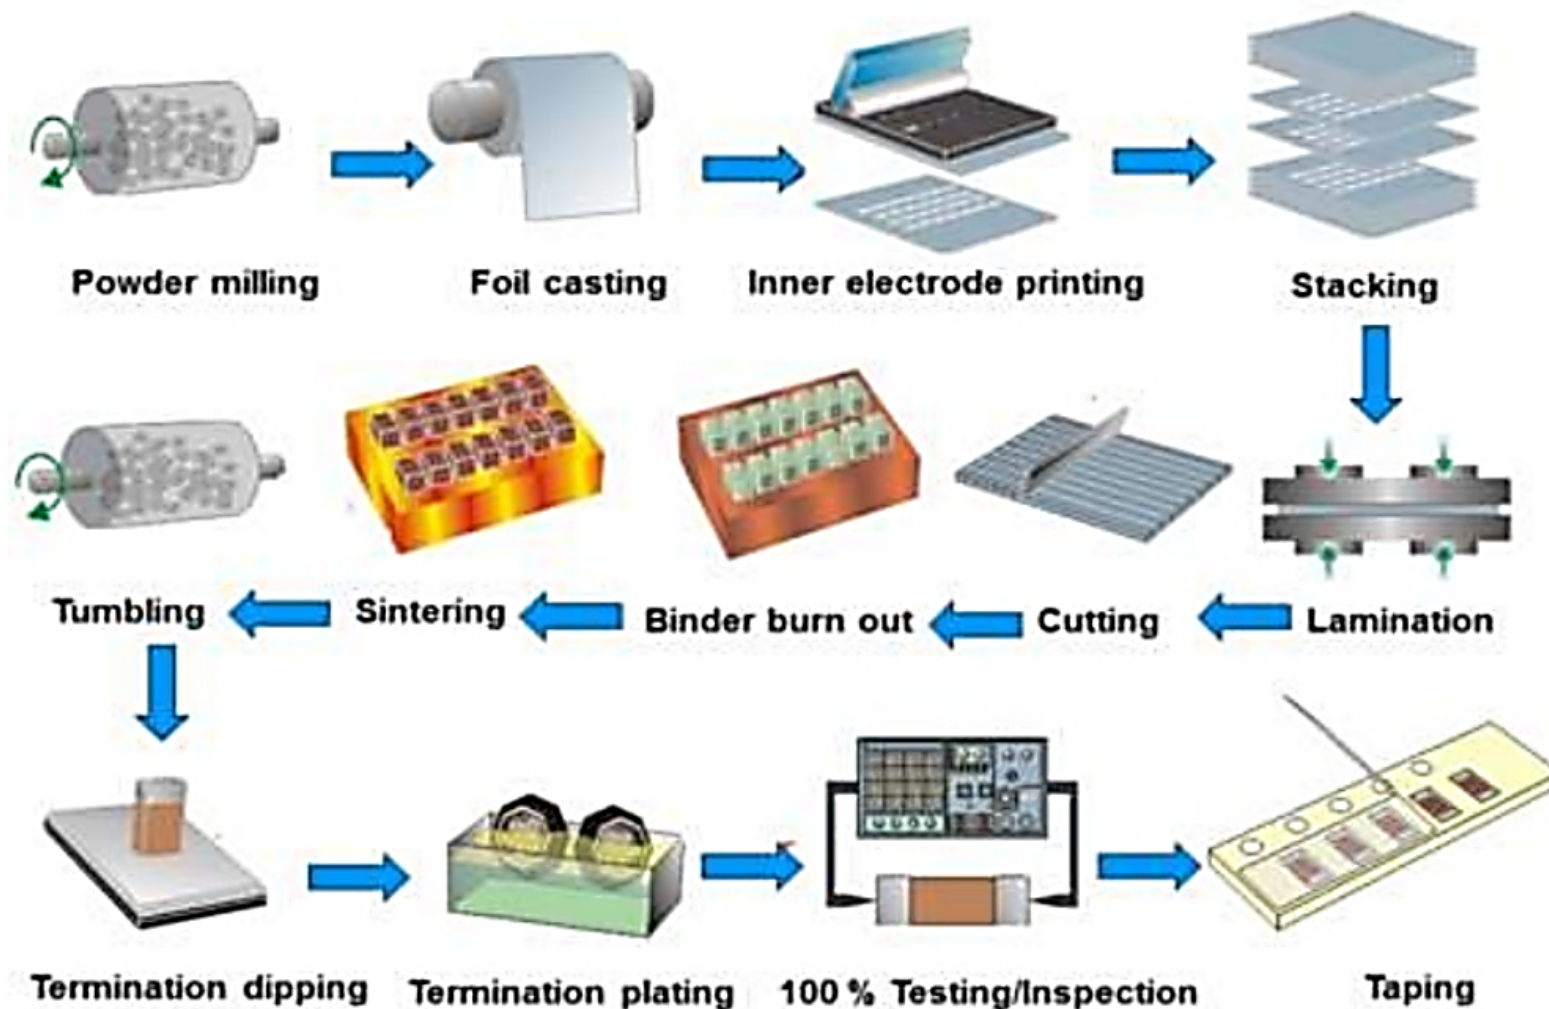 Powder milling
Foil casting
Inner electrode printing
Stacking
Lamination
Cutting
Binder burn out
Sintering
Tumbling
Termination dipping
Termination plating
100 % Testing/Inspection
Taping